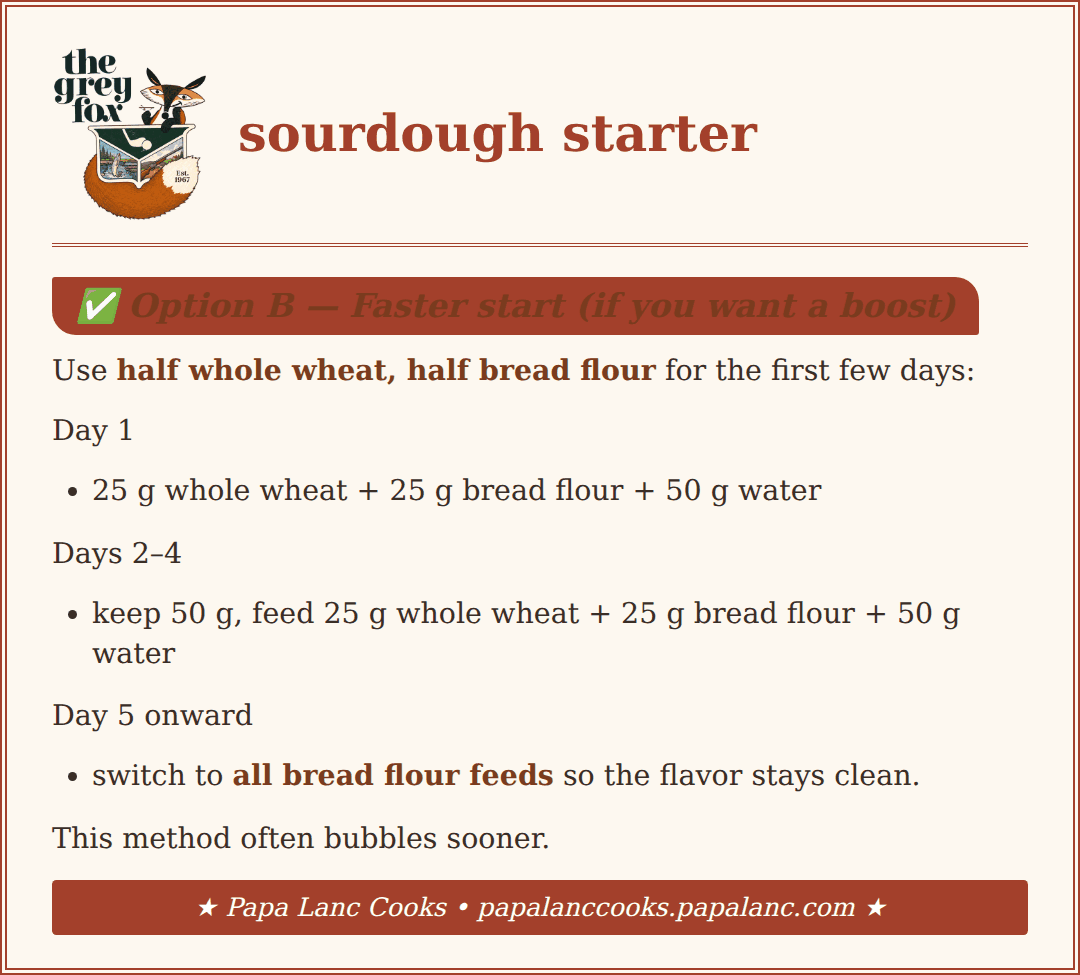 the
grey
fox
Est.
1967
sourdough starter
✅ Option B — Faster start (if you want a boost)
Use half whole wheat, half bread flour for the first few days:
Day 1
• 25 g whole wheat + 25 g bread flour + 50 g water
Days 2–4
• keep 50 g, feed 25 g whole wheat + 25 g bread flour + 50 g
water
Day 5 onward
• switch to all bread flour feeds so the flavor stays clean.
This method often bubbles sooner.
★ Papa Lanc Cooks • papalanccooks.papalanc.com ★